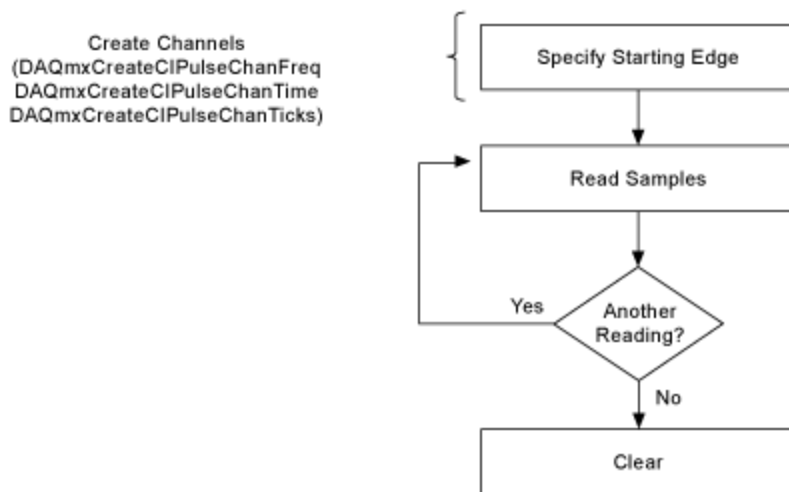 Create Channels
(DAQmxCreateCIPulseChanFreq
DAQmxCreateCIPulseChanTime
DAQmxCreateCIPulseChanTicks)
Specify Starting Edge
Read Samples
Another
Reading?
Yes
No
Clear